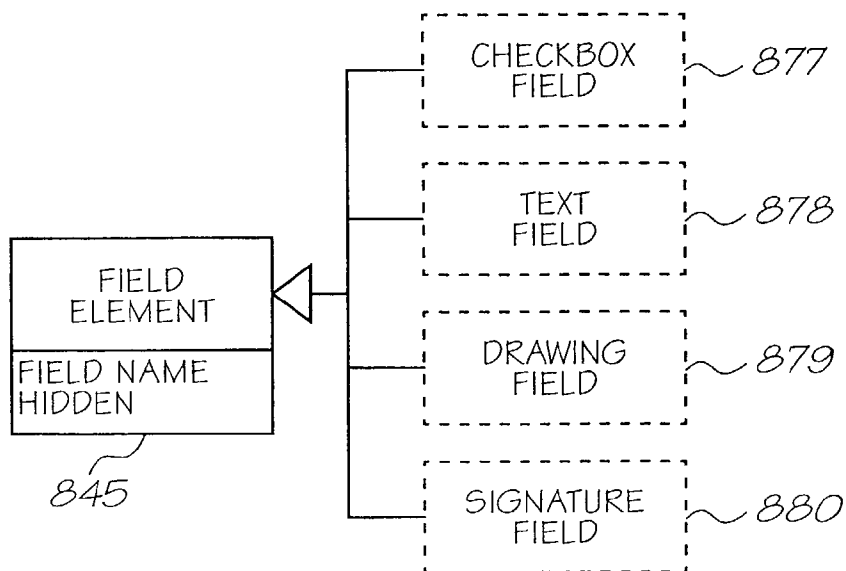 CHECKBOX
FIELD
877
TEXT
FIELD
878
FIELD
ELEMENT
FIELD NAME
HIDDEN
845
DRAWING
FIELD
879
SIGNATURE
FIELD
880